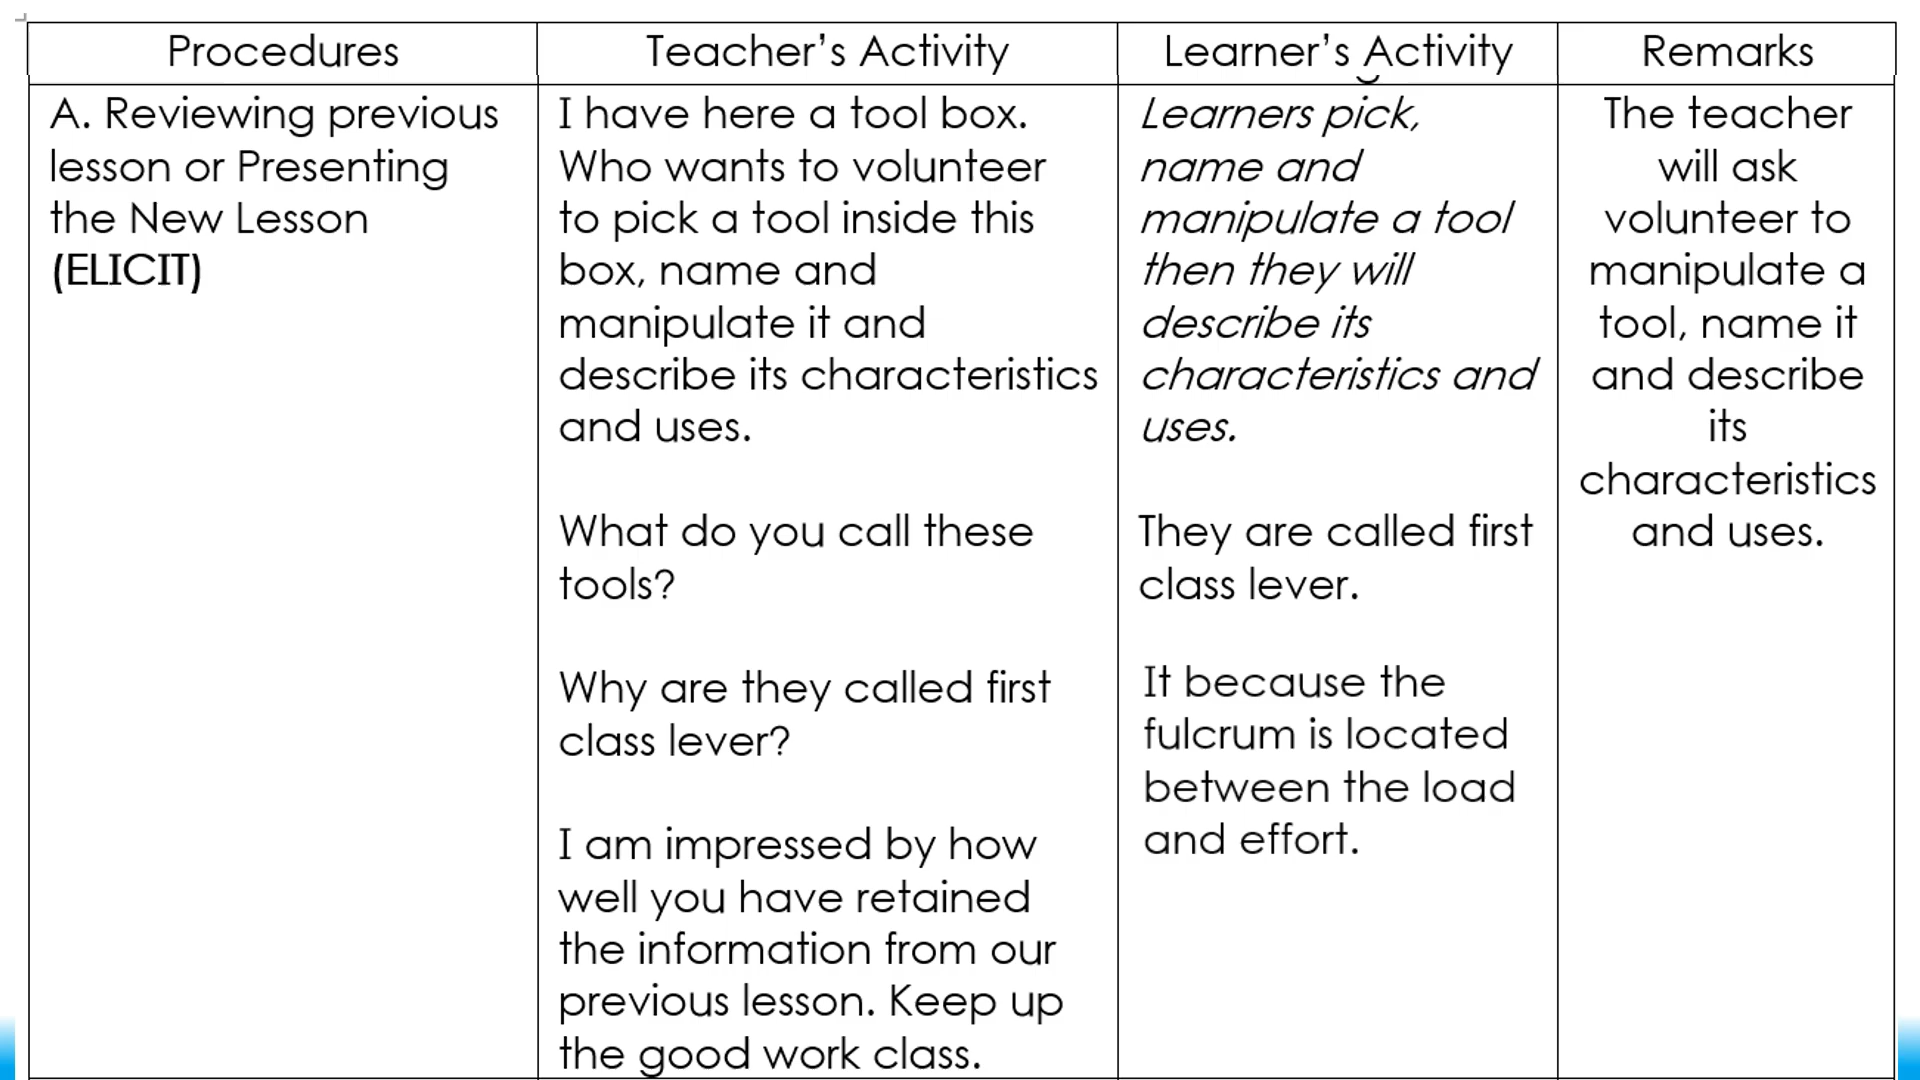 Procedures
Teacher’s Activity
Learner’s Activity
Remarks
A. Reviewing previous
lesson or Presenting
the New Lesson
(ELICIT)
I have here a tool box.
Who wants to volunteer
to pick a tool inside this
box, name and
manipulate it and
describe its characteristics
and uses.
What do you call these
tools?
Why are they called first
class lever?
I am impressed by how
well you have retained
the information from our
previous lesson. Keep up
the good work class.
Learners pick,
name and
manipulate a tool
then they will
describe its
characteristics and
uses.
They are called first
class lever.
It because the
fulcrum is located
between the load
and effort.
The teacher
will ask
volunteer to
manipulate a
tool, name it
and describe
its
characteristics
and uses.